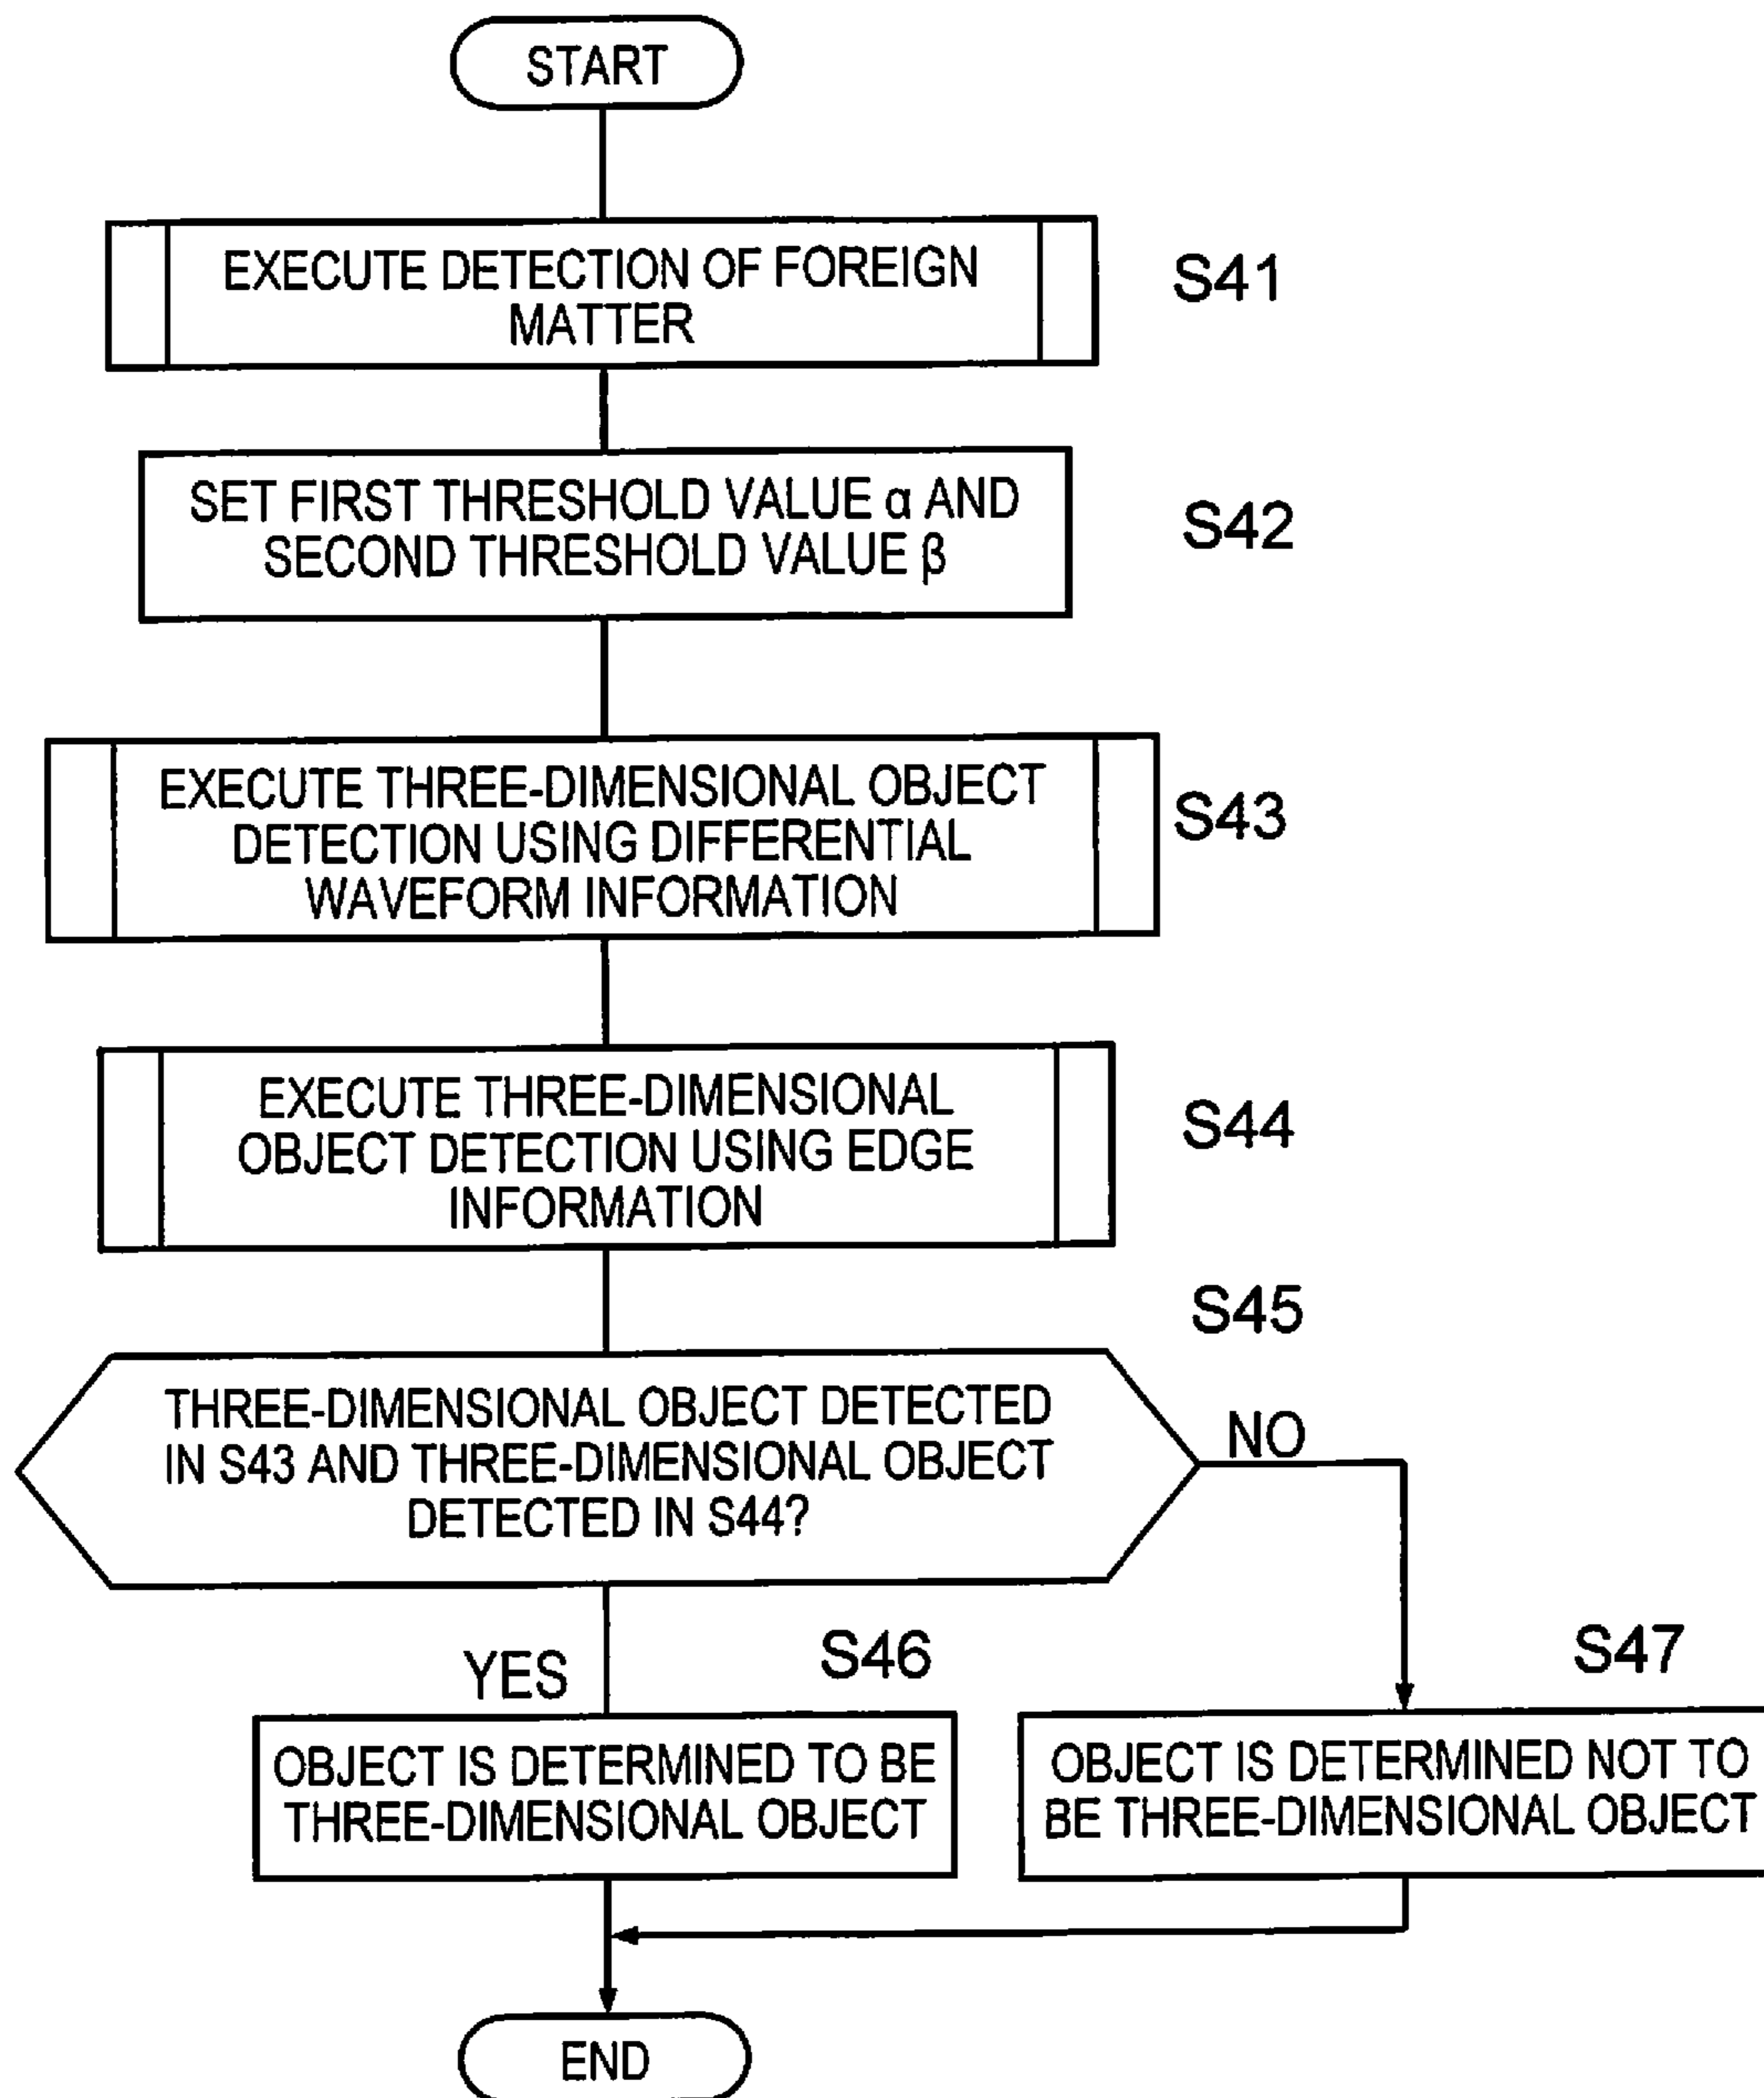 START
EXECUTE DETECTION OF FOREIGN
MATTER
S41
SET FIRST THRESHOLD VALUE α AND
SECOND THRESHOLD VALUE β
S42
EXECUTE THREE-DIMENSIONAL OBJECT
DETECTION USING DIFFERENTIAL
WAVEFORM INFORMATION
S43
EXECUTE THREE-DIMENSIONAL
OBJECT DETECTION USING EDGE
INFORMATION
S44
S45
THREE-DIMENSIONAL OBJECT DETECTED
IN S43 AND THREE-DIMENSIONAL OBJECT
DETECTED IN S44?
NO
YES
S46
S47
OBJECT IS DETERMINED TO BE
THREE-DIMENSIONAL OBJECT
OBJECT IS DETERMINED NOT TO
BE THREE-DIMENSIONAL OBJECT
END